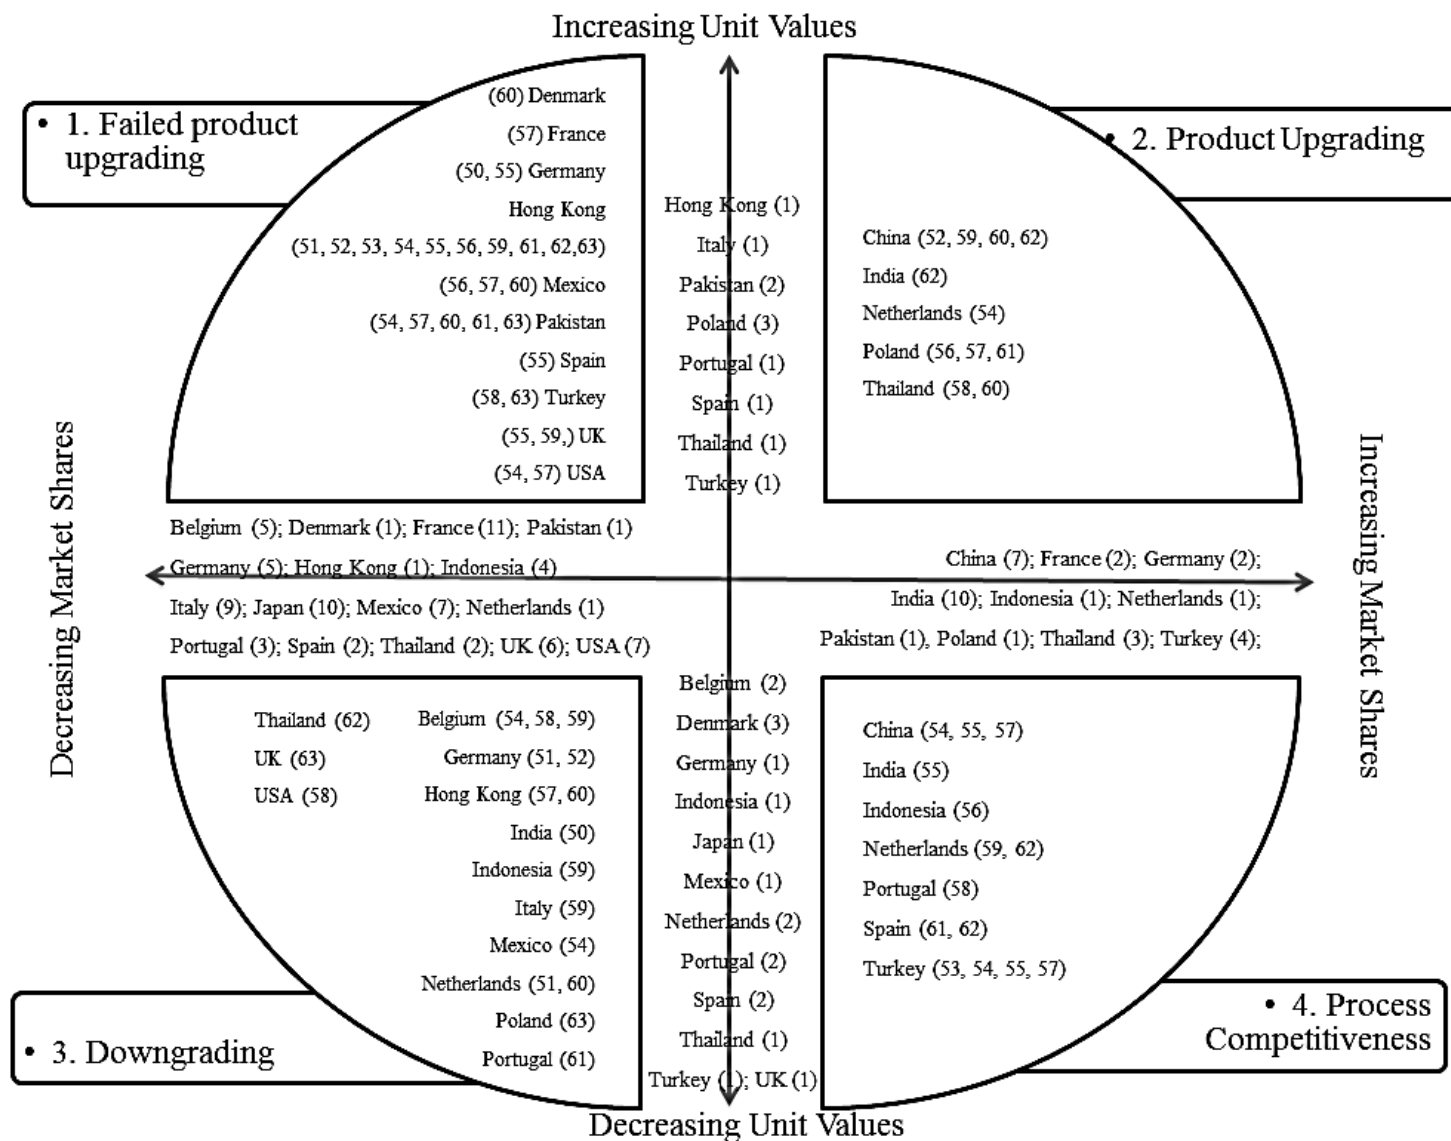 Increasing Unit Values
• 1. Failed product
upgrading
(60) Denmark
(57) France
(50, 55) Germany
Hong Kong
(51, 52, 53, 54, 55, 56, 59, 61, 62,63)
(56, 57, 60) Mexico
(54, 57, 60, 61, 63) Pakistan
(55) Spain
(58, 63) Turkey
(55, 59,) UK
(54, 57) USA
Hong Kong (1)
Italy (1)
Pakistan (2)
Poland (3)
Portugal (1)
Spain (1)
Thailand (1)
Turkey (1)
• 2. Product Upgrading
China (52, 59, 60, 62)
India (62)
Netherlands (54)
Poland (56, 57, 61)
Thailand (58, 60)
Decreasing Market Shares
Belgium (5); Denmark (1); France (11); Pakistan (1)
Germany (5); Hong Kong (1); Indonesia (4)
Italy (9); Japan (10); Mexico (7); Netherlands (1)
Portugal (3); Spain (2); Thailand (2); UK (6); USA (7)
China (7); France (2); Germany (2);
India (10); Indonesia (1); Netherlands (1);
Pakistan (1), Poland (1); Thailand (3); Turkey (4);
Increasing Market Shares
Thailand (62)
UK (63)
USA (58)
Belgium (54, 58, 59)
Germany (51, 52)
Hong Kong (57, 60)
India (50)
Indonesia (59)
Italy (59)
Mexico (54)
Netherlands (51, 60)
Poland (63)
Portugal (61)
• 3. Downgrading
Belgium (2)
Denmark (3)
Germany (1)
Indonesia (1)
Japan (1)
Mexico (1)
Netherlands (2)
Portugal (2)
Spain (2)
Thailand (1)
Turkey (1); UK (1)
China (54, 55, 57)
India (55)
Indonesia (56)
Netherlands (59, 62)
Portugal (58)
Spain (61, 62)
Turkey (53, 54, 55, 57)
• 4. Process
Competitiveness
Decreasing Unit Values